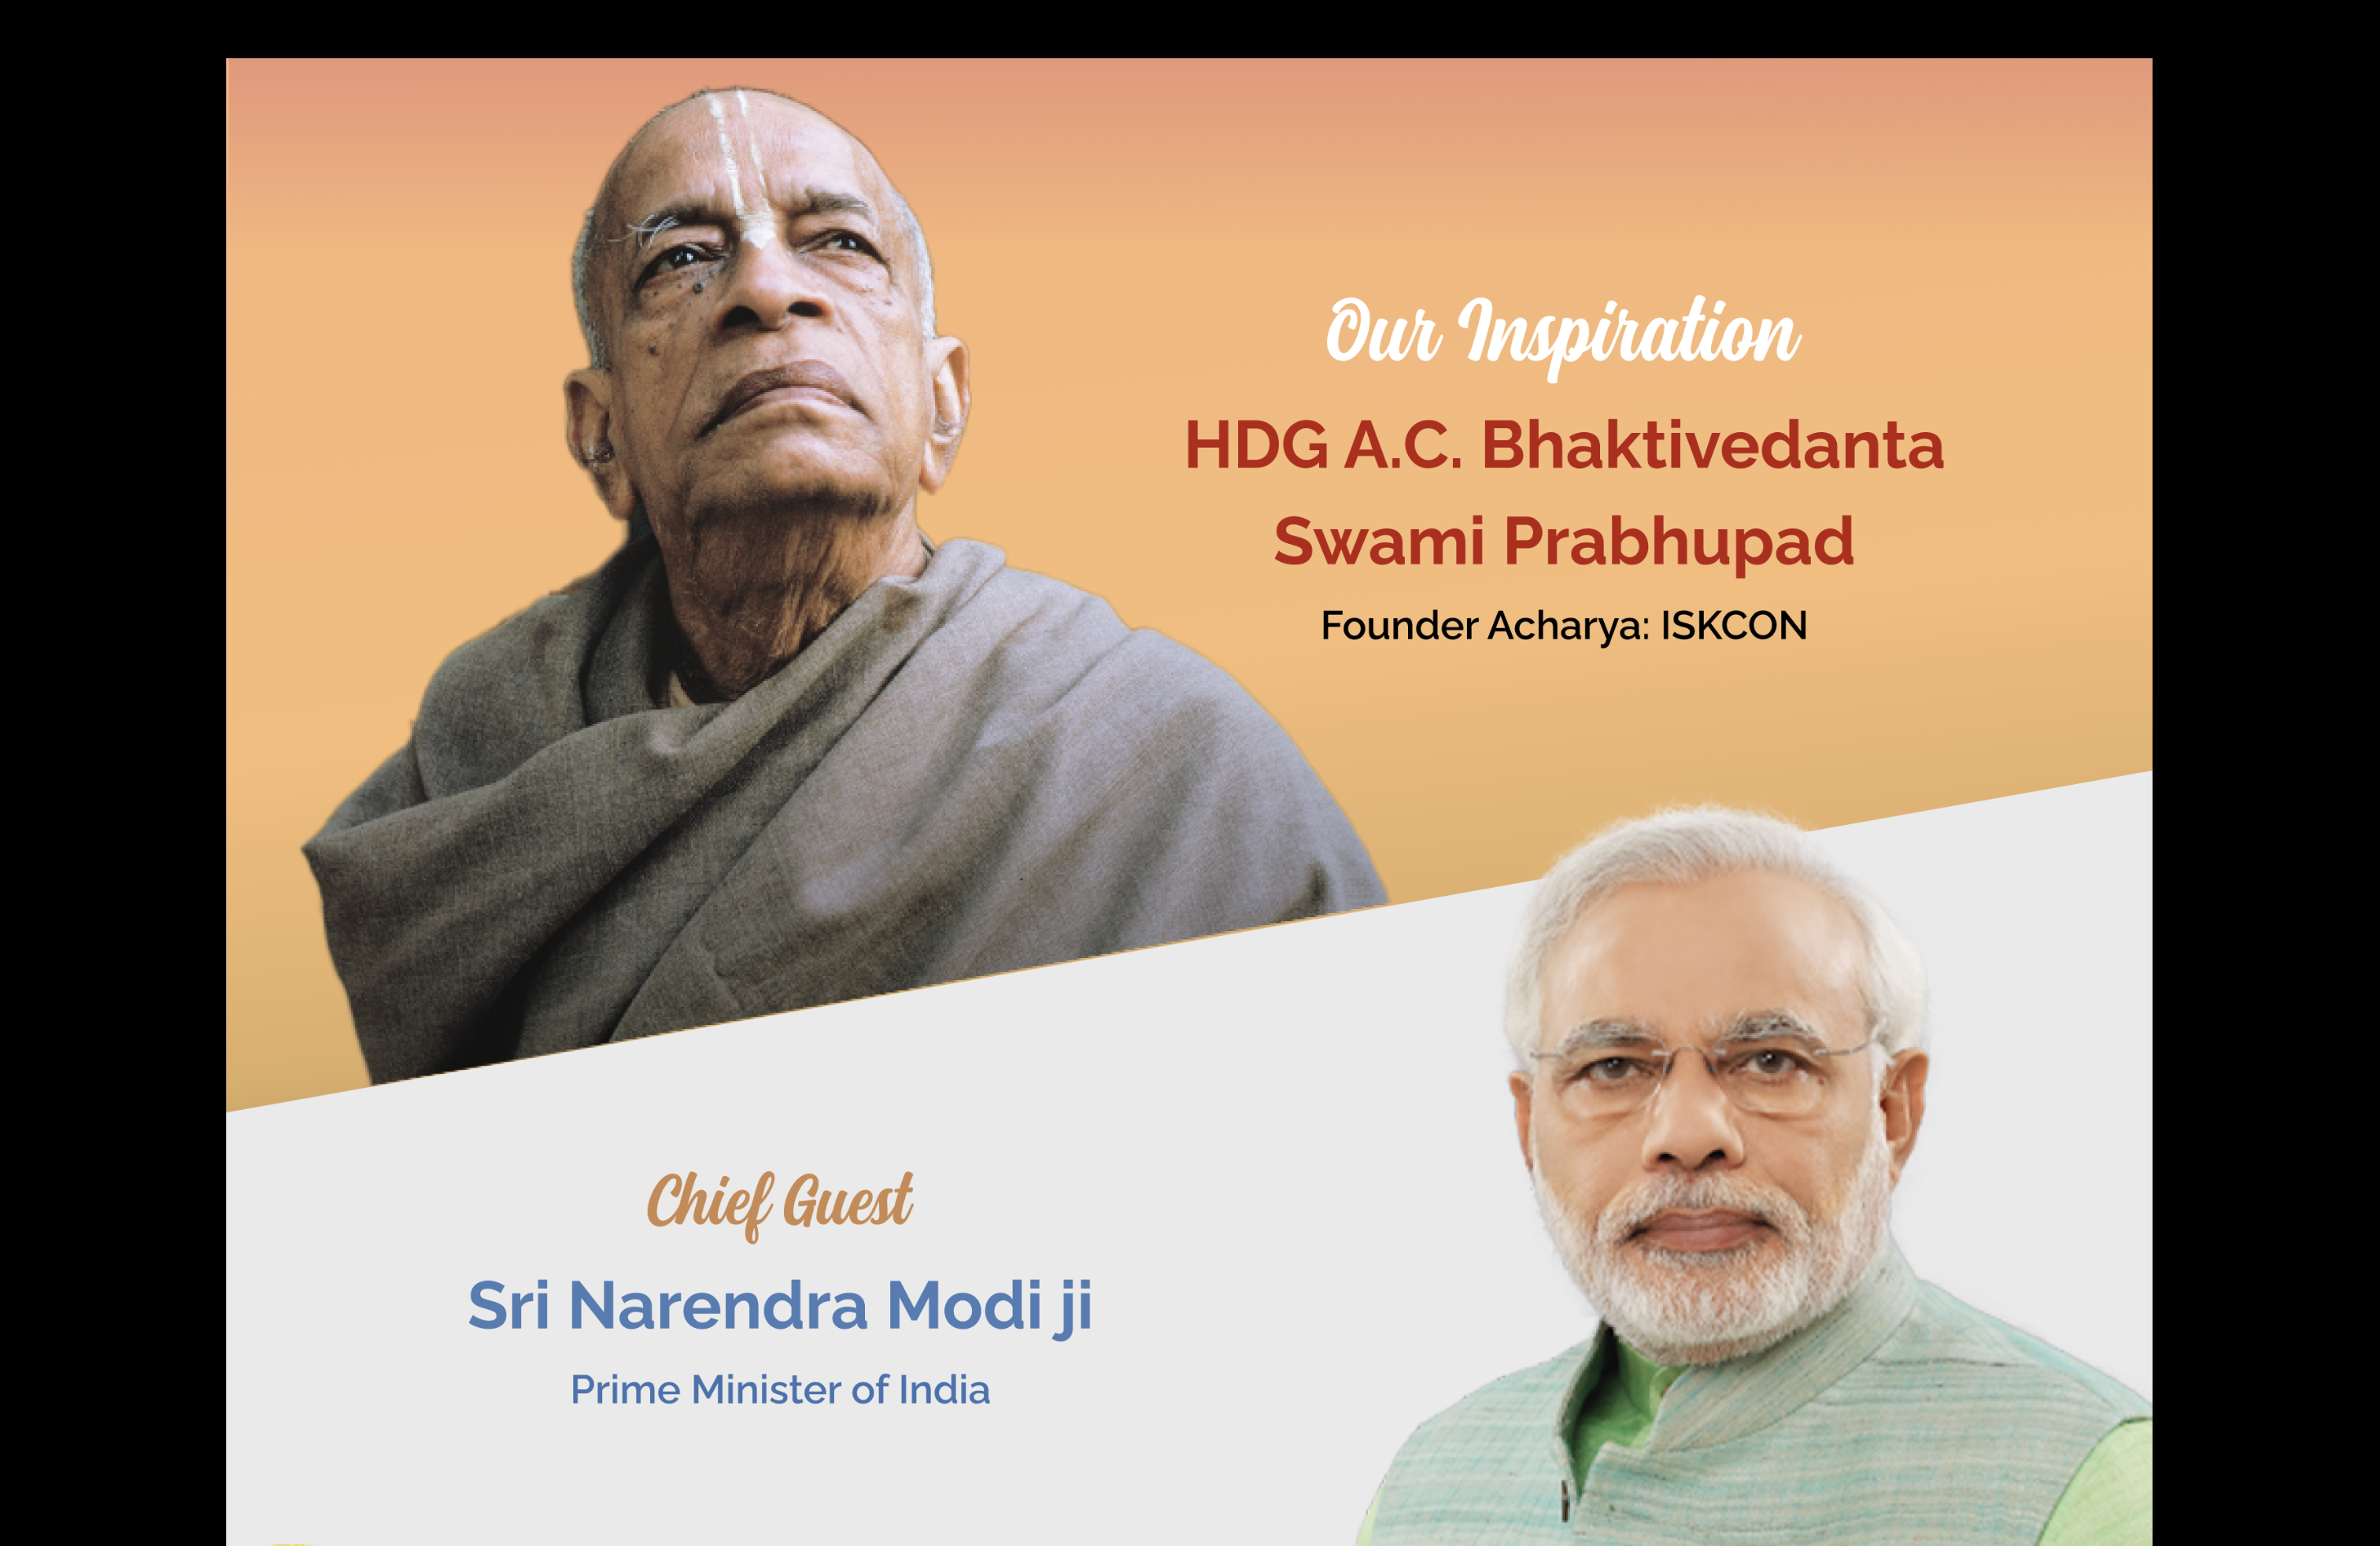 Our Inspiration
HDG A.C. Bhaktivedanta
Swami Prabhupad
Founder Acharya: ISKCON
Chief Guest
Sri Narendra Modi ji
Prime Minister of India